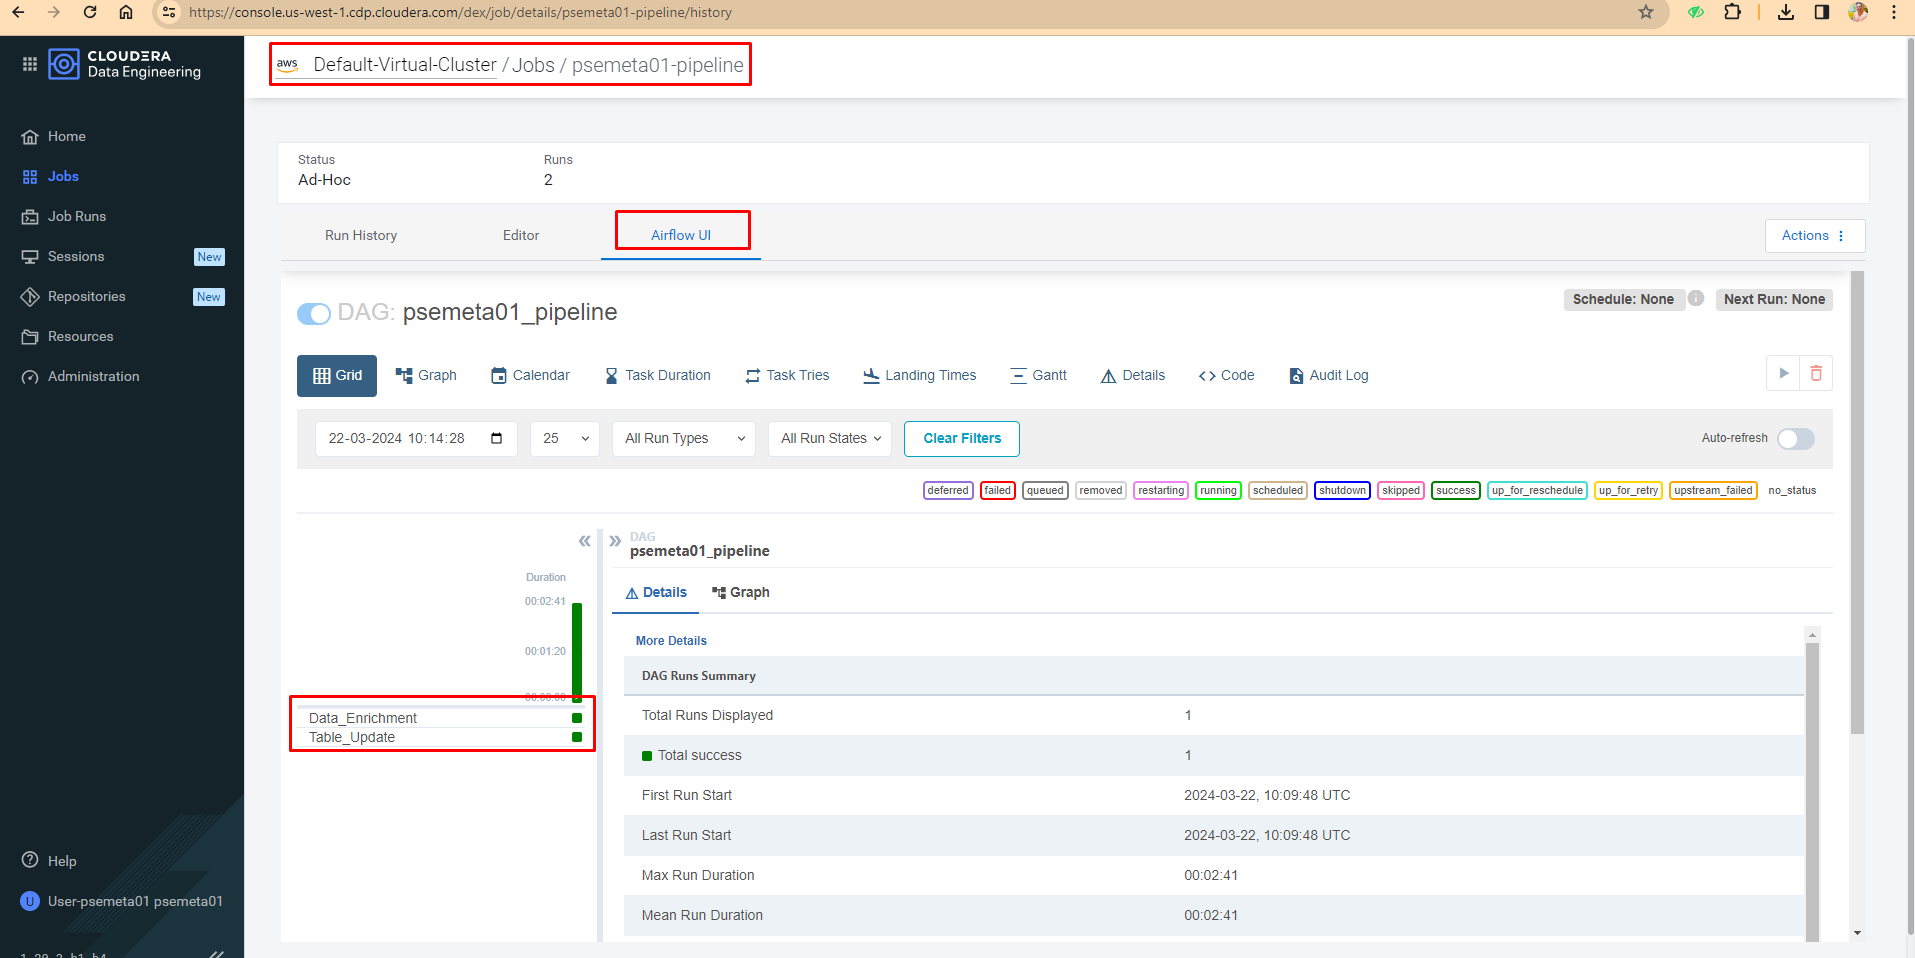 https://console.us-west-1.cdp.cloudera.com/dex/job/details/psemeta01-pipeline/history
CLOUDERA
Data Engineering
aws Default-Virtual-Cluster / Jobs / psemeta01-pipeline
Home
Jobs
Job Runs
Sessions New
Repositories New
Resources
Administration
Help
U User-psemeta01 psemeta01
Status Runs
Ad-Hoc 2
Run History Editor Airflow UI Actions
DAG: psemeta01_pipeline
Schedule: None i Next Run: None
Grid Graph Calendar Task Duration Task Tries Landing Times Gantt Details Code Audit Log
22-03-2024 10:14:28 25 All Run Types All Run States Clear Filters Auto-refresh
deferred failed queued removed restarting running scheduled shutdown skipped success up_for_reschedule up_for_retry upstream_failed no_status
Duration
00:02:41
00:01:20
00:00:00
Data_Enrichment
Table_Update
DAG
psemeta01_pipeline
Details Graph
More Details
DAG Runs Summary
Total Runs Displayed 1
Total success 1
First Run Start 2024-03-22, 10:09:48 UTC
Last Run Start 2024-03-22, 10:09:48 UTC
Max Run Duration 00:02:41
Mean Run Duration 00:02:41